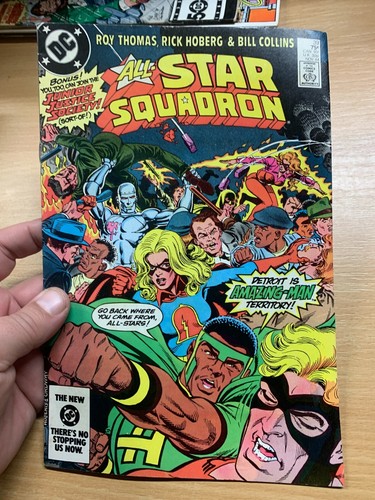 DC
ROY THOMAS, RICK HOBERG & BILL COLLINS
75¢
BONUS!
YOU, TOO, CAN JOIN THE
JUNIOR
JUSTICE
SOCIETY!
(SORT-OF!)
ALL-STAR
SQUADRON
DETROIT IS
AMAZING-MAN
TERRITORY!
GO BACK WHERE
YOU CAME FROM,
ALL-STARS!
THE NEW
DC
THERE'S NO
STOPPING
US NOW.